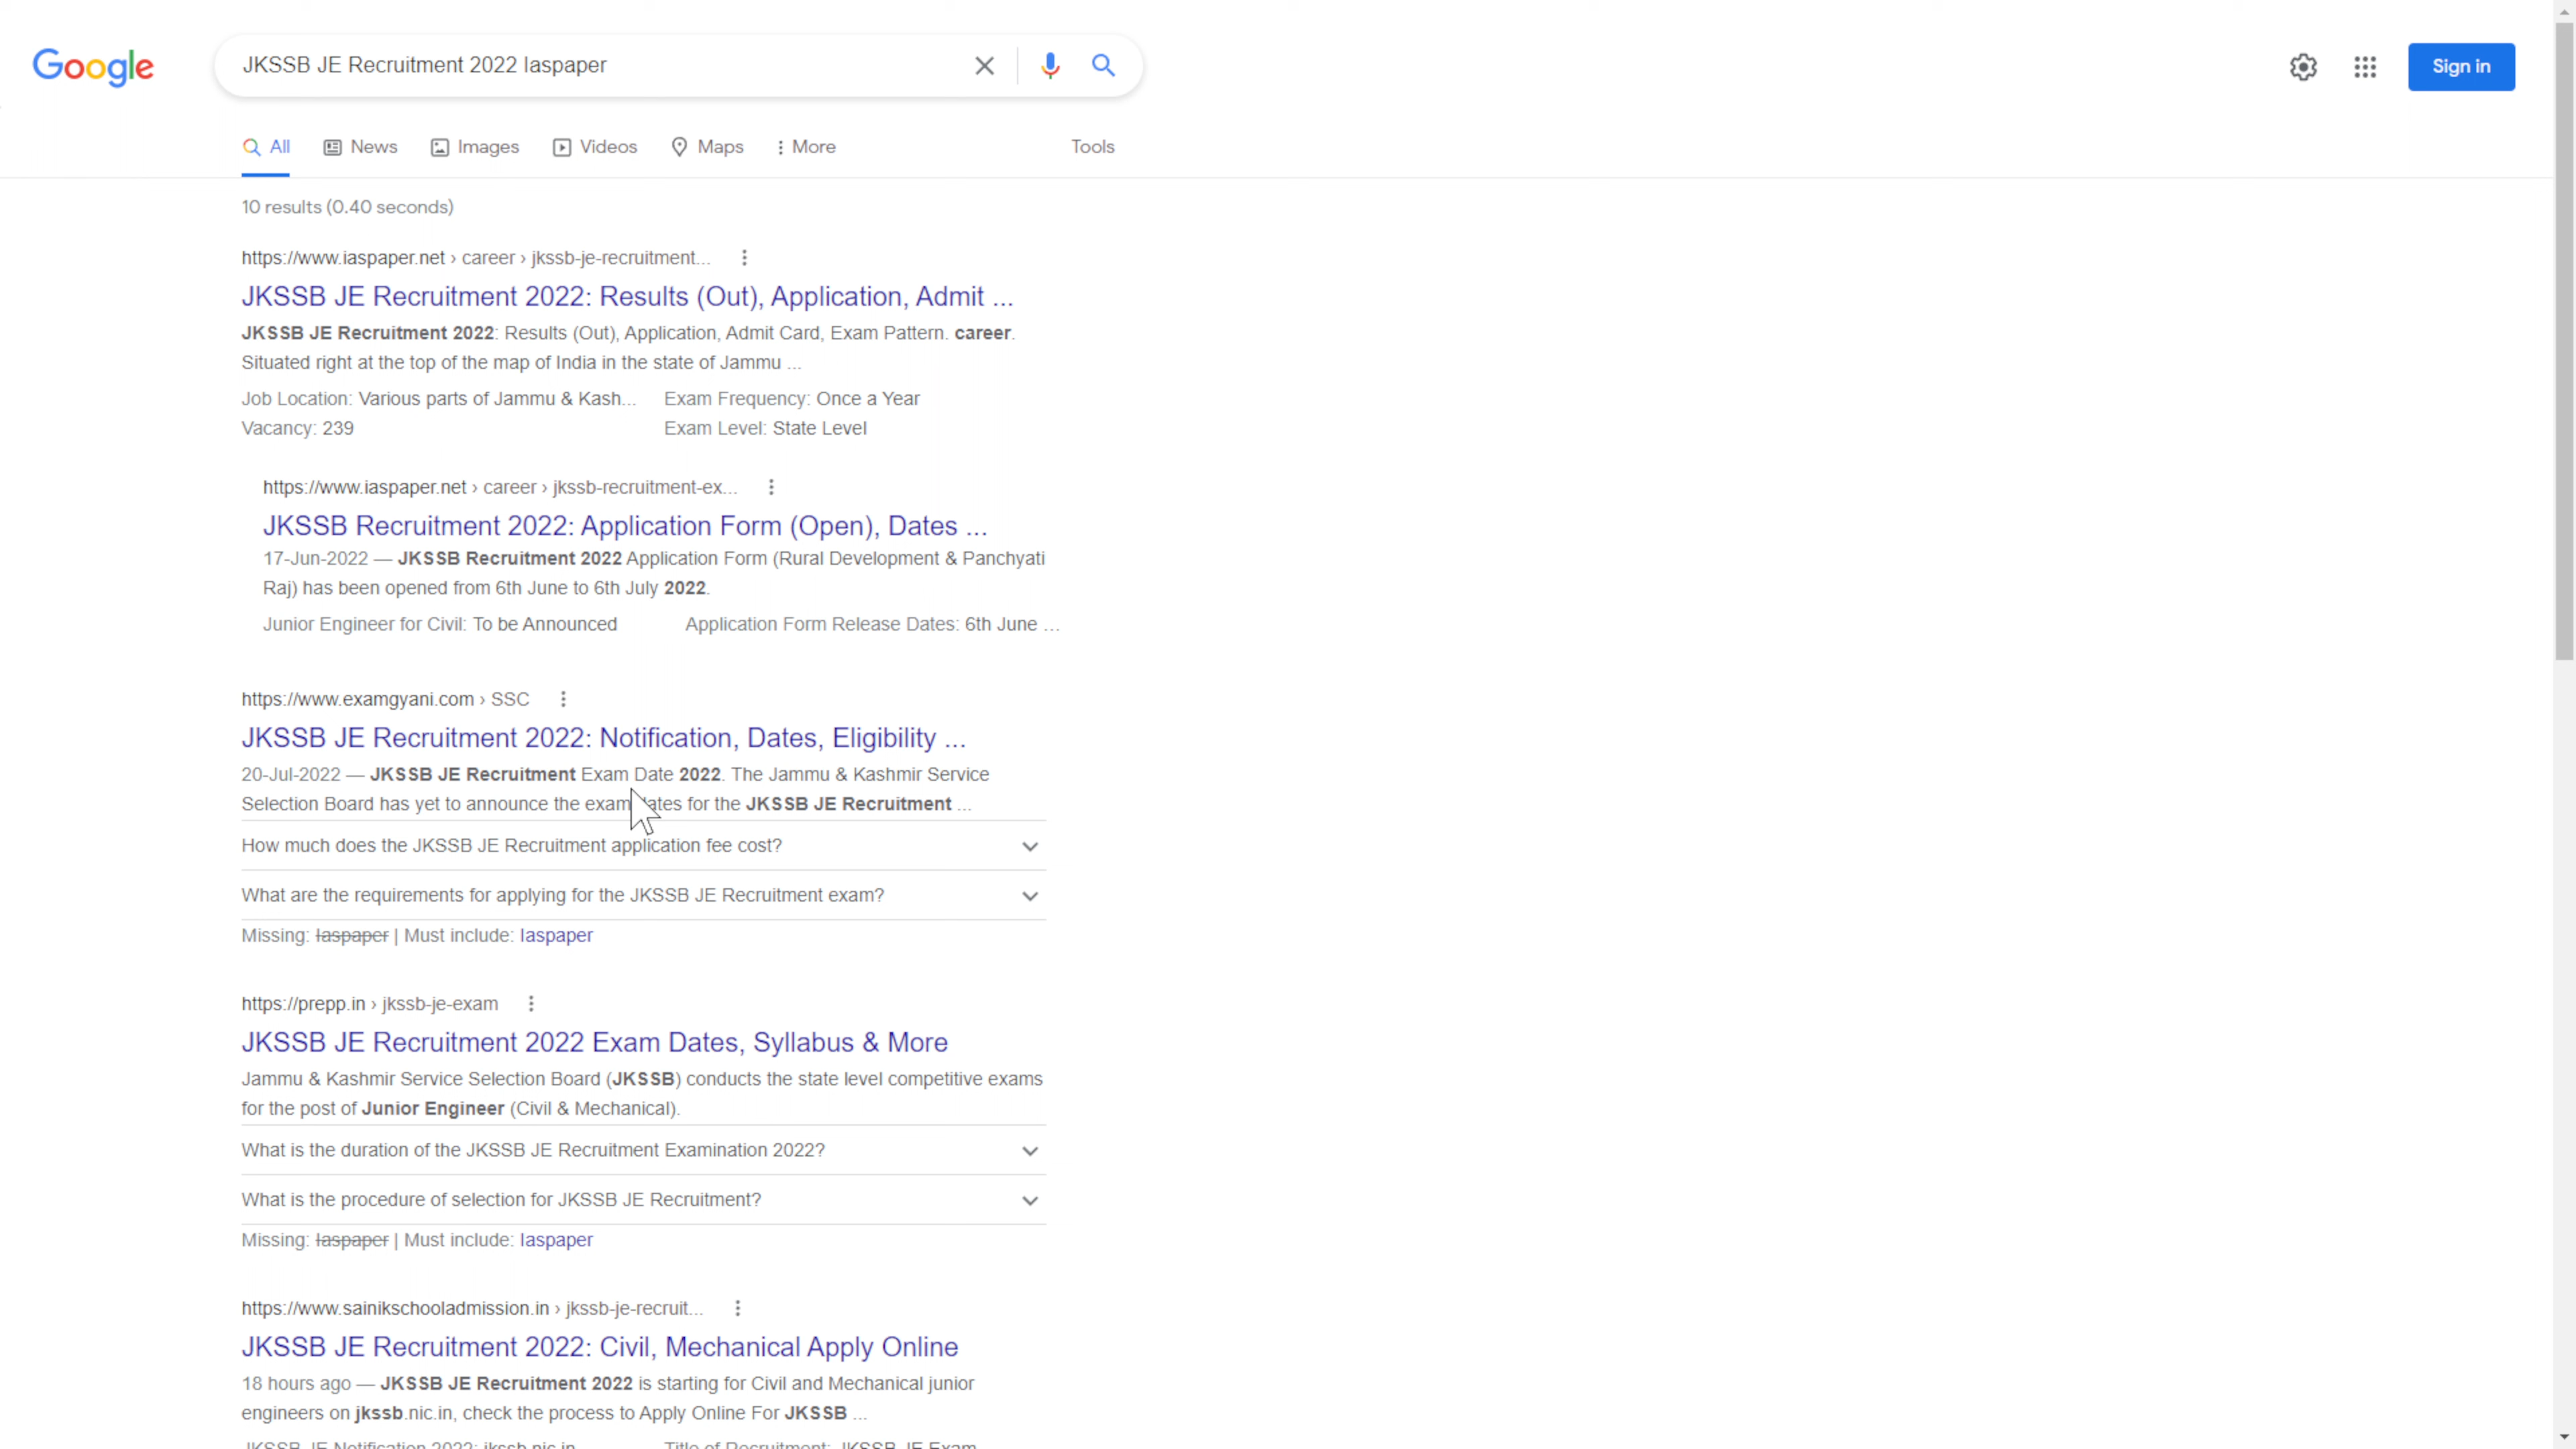 Google
JKSSB JE Recruitment 2022 Iaspaper
Sign in
All News Images Videos Maps More Tools
10 results (0.40 seconds)
https://www.iaspaper.net › career › jkssb-je-recruitment...
JKSSB JE Recruitment 2022: Results (Out), Application, Admit ...
JKSSB JE Recruitment 2022: Results (Out), Application, Admit Card, Exam Pattern. career.
Situated right at the top of the map of India in the state of Jammu ...
Job Location: Various parts of Jammu & Kash... Exam Frequency: Once a Year
Vacancy: 239 Exam Level: State Level
https://www.iaspaper.net › career › jkssb-recruitment-ex...
JKSSB Recruitment 2022: Application Form (Open), Dates ...
17-Jun-2022 — JKSSB Recruitment 2022 Application Form (Rural Development & Panchyati
Raj) has been opened from 6th June to 6th July 2022.
Junior Engineer for Civil: To be Announced Application Form Release Dates: 6th June ...
https://www.examgyani.com › SSC
JKSSB JE Recruitment 2022: Notification, Dates, Eligibility ...
20-Jul-2022 — JKSSB JE Recruitment Exam Date 2022. The Jammu & Kashmir Service
Selection Board has yet to announce the exam dates for the JKSSB JE Recruitment ...
How much does the JKSSB JE Recruitment application fee cost?
What are the requirements for applying for the JKSSB JE Recruitment exam?
Missing: Iaspaper | Must include: Iaspaper
https://prepp.in › jkssb-je-exam
JKSSB JE Recruitment 2022 Exam Dates, Syllabus & More
Jammu & Kashmir Service Selection Board (JKSSB) conducts the state level competitive exams
for the post of Junior Engineer (Civil & Mechanical).
What is the duration of the JKSSB JE Recruitment Examination 2022?
What is the procedure of selection for JKSSB JE Recruitment?
Missing: Iaspaper | Must include: Iaspaper
https://www.sainikschooladmission.in › jkssb-je-recruit...
JKSSB JE Recruitment 2022: Civil, Mechanical Apply Online
18 hours ago — JKSSB JE Recruitment 2022 is starting for Civil and Mechanical junior
engineers on jkssb.nic.in, check the process to Apply Online For JKSSB ...
JKSSB JE Notification 2022: jkssb.nic.in Title of Recruitment: JKSSB JE Exam